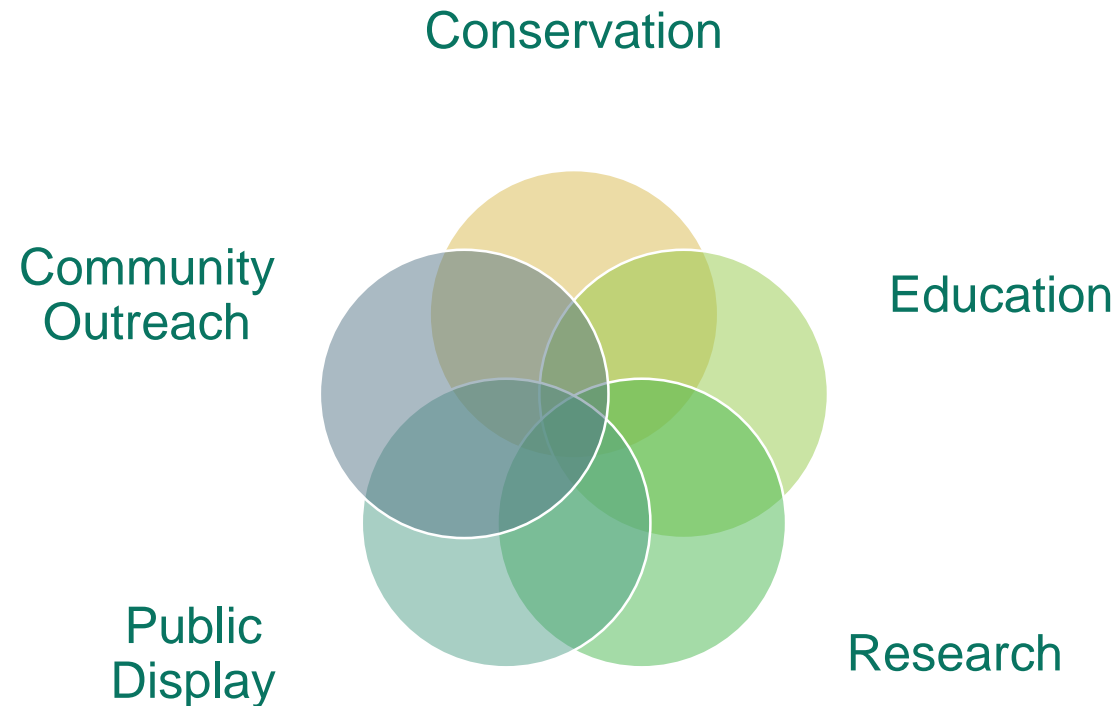 Conservation
Community
Outreach
Education
Public
Display
Research